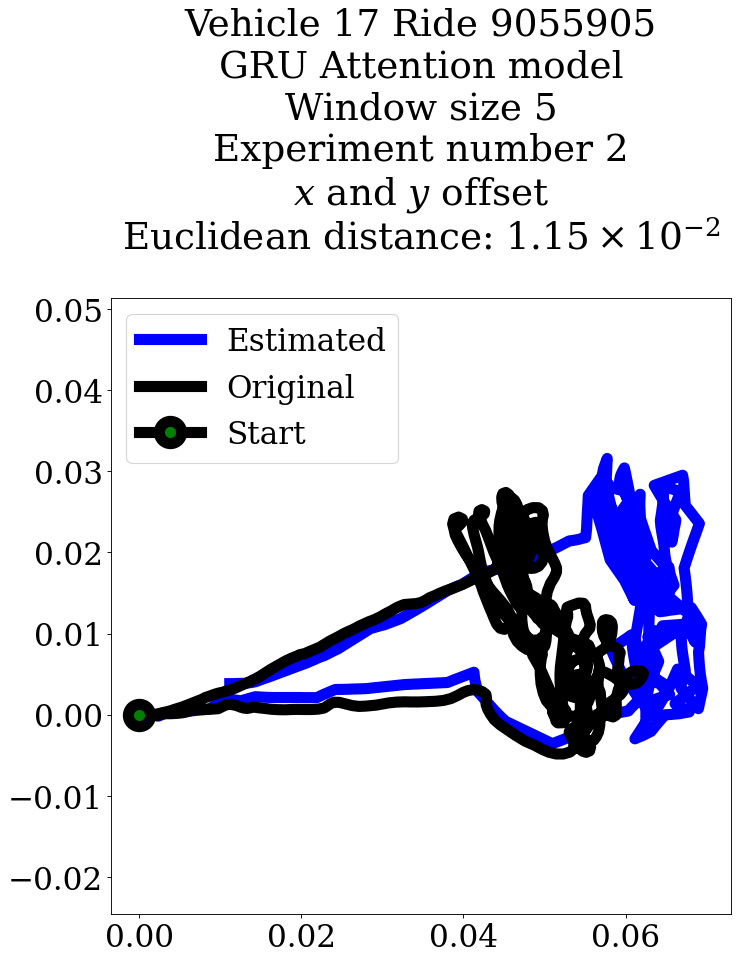 Vehicle 17 Ride 9055905
GRU Attention model
Window size 5
Experiment number 2
x and y offset
Euclidean distance: 1.15 × 10⁻²
0.05
0.04
0.03
0.02
0.01
0.00
−0.01
−0.02
Estimated
Original
Start
0.00 0.02 0.04 0.06